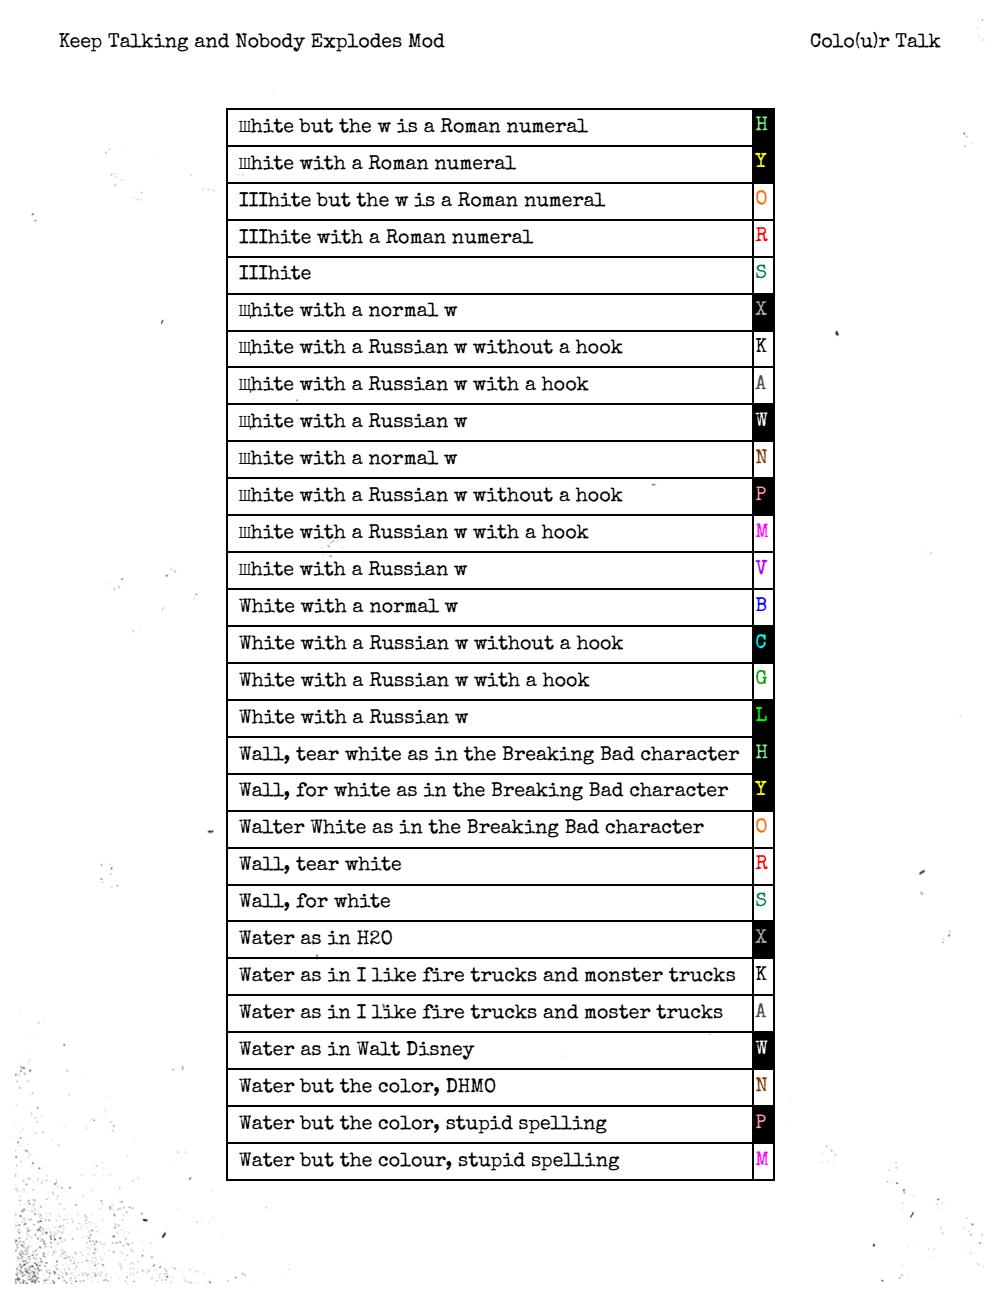 Keep Talking and Nobody Explodes Mod
Colo(u)r Talk
Шhite but the w is a Roman numeral H
Шhite with a Roman numeral Y
IIIhite but the w is a Roman numeral O
IIIhite with a Roman numeral R
IIIhite S
Щhite with a normal w X
Щhite with a Russian w without a hook K
Щhite with a Russian w with a hook A
Щhite with a Russian w W
Шhite with a normal w N
Шhite with a Russian w without a hook P
Шhite with a Russian w with a hook M
Шhite with a Russian w V
White with a normal w B
White with a Russian w without a hook C
White with a Russian w with a hook G
White with a Russian w L
Wall, tear white as in the Breaking Bad character H
Wall, for white as in the Breaking Bad character Y
Walter White as in the Breaking Bad character O
Wall, tear white R
Wall, for white S
Water as in H2O X
Water as in I like fire trucks and monster trucks K
Water as in I like fire trucks and moster trucks A
Water as in Walt Disney W
Water but the color, DHMO N
Water but the color, stupid spelling P
Water but the colour, stupid spelling M